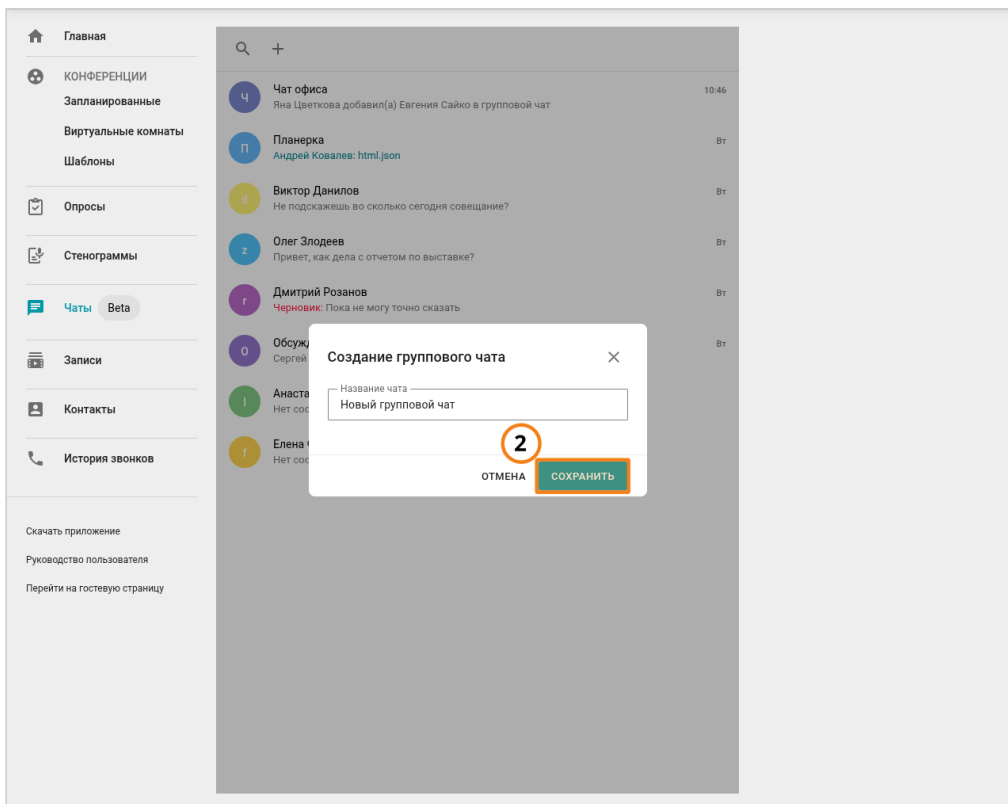 Главная
КОНФЕРЕНЦИИ
Запланированные
Виртуальные комнаты
Шаблоны
Опросы
Стенограммы
Чаты Beta
Записи
Контакты
История звонков
Скачать приложение
Руководство пользователя
Перейти на гостевую страницу
Ч
Чат офиса
10:46
Яна Цветкова добавил(а) Евгения Сайко в групповой чат
П
Планерка
Вт
Андрей Ковалев: html.json
d
Виктор Данилов
Вт
Не подскажешь во сколько сегодня совещание?
z
Олег Злодеев
Вт
Привет, как дела с отчетом по выставке?
r
Дмитрий Розанов
Вт
Черновик: Пока не могу точно сказать
О
Вт
Сергей
Нет
f
Елена
Нет
Создание группового чата
Название чата
Новый групповой чат
2
ОТМЕНА
СОХРАНИТЬ